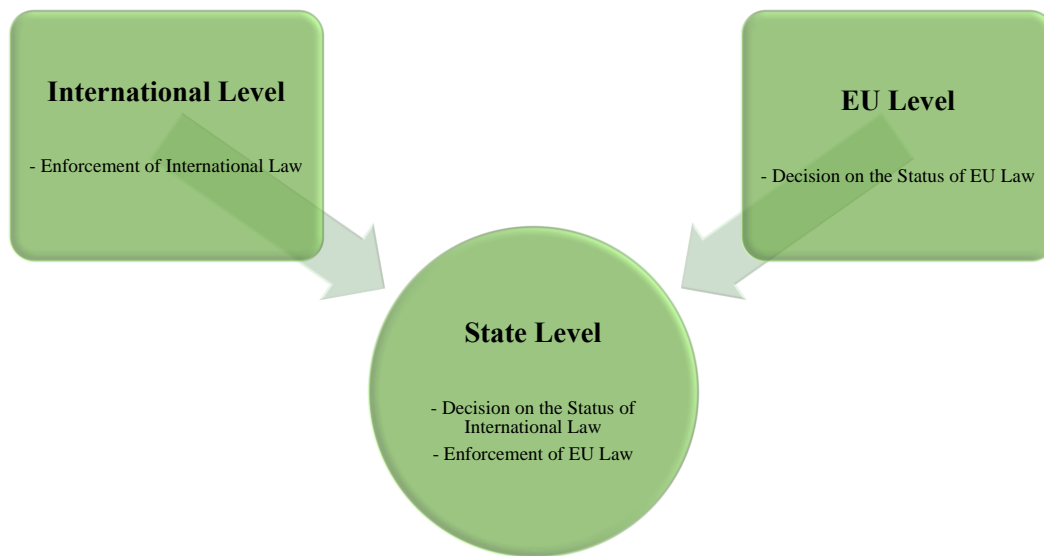 International Level
- Enforcement of International Law
EU Level
- Decision on the Status of EU Law
State Level
- Decision on the Status of
International Law
- Enforcement of EU Law